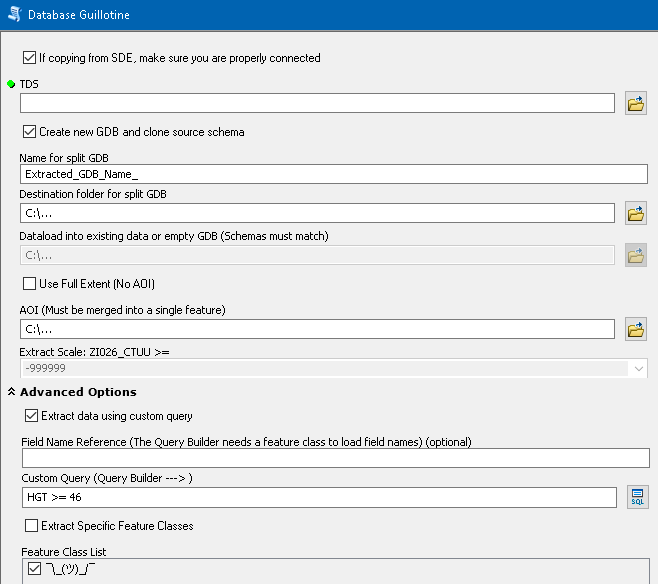 Database Guillotine
If copying from SDE, make sure you are properly connected
TDS
Create new GDB and clone source schema
Name for split GDB
Extracted_GDB_Name_
Destination folder for split GDB
C:\...
Dataload into existing data or empty GDB (Schemas must match)
C:\...
Use Full Extent (No AOI)
AOI (Must be merged into a single feature)
C:\...
Extract Scale: ZI026_CTUU >=
-999999
Advanced Options
Extract data using custom query
Field Name Reference (The Query Builder needs a feature class to load field names) (optional)
Custom Query (Query Builder ---> )
HGT >= 46
SQL
Extract Specific Feature Classes
Feature Class List
¯\_(ツ)_/¯